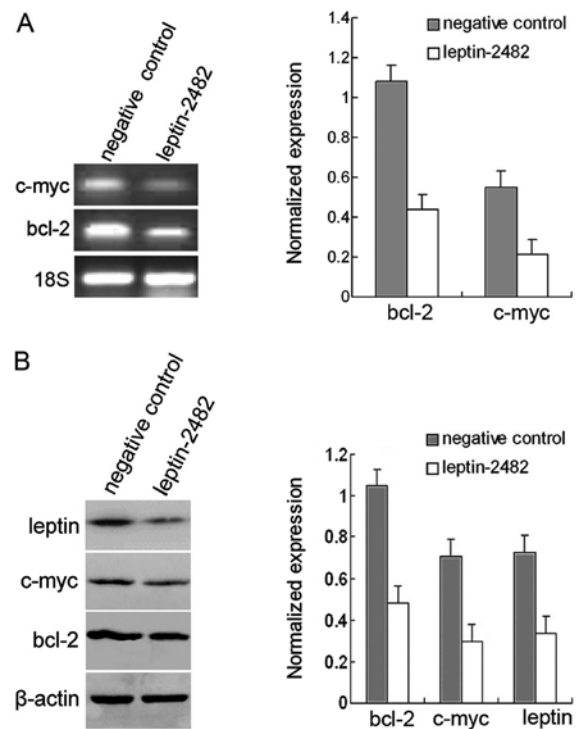 A
negative control
leptin-2482
c-myc
bcl-2
18S
Normalized expression
1.4
1.2
1
0.8
0.6
0.4
0.2
0
negative control
leptin-2482
bcl-2 c-myc
B
negative control
leptin-2482
leptin
c-myc
bcl-2
β-actin
Normalized expression
1.2
1
0.8
0.6
0.4
0.2
0
negative control
leptin-2482
bcl-2 c-myc leptin